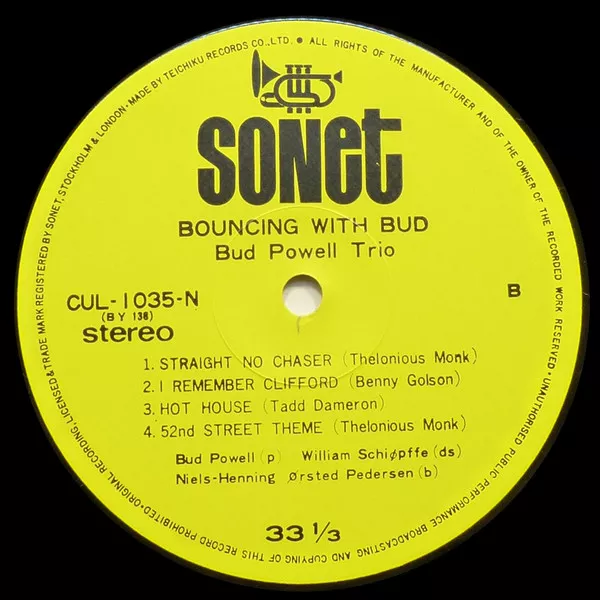 ORIGINAL RECORDING, LICENSED & TRADE MARK REGISTERED BY SONET, STOCKHOLM & LONDON • MADE BY TEICHIKU RECORDS CO., LTD. • ALL RIGHTS OF THE MANUFACTURER AND OF THE OWNER OF THE RECORDED WORK RESERVED • UNAUTHORISED PUBLIC PERFORMANCE BROADCASTING AND COPYING OF THIS RECORD PROHIBITED •
SONet
BOUNCING WITH BUD
Bud Powell Trio
CUL-1035-N
(BY 138)
stereo
B
1. STRAIGHT NO CHASER (Thelonious Monk)
2. I REMEMBER CLIFFORD (Benny Golson)
3. HOT HOUSE (Tadd Dameron)
4. 52nd STREET THEME (Thelonious Monk)
Bud Powell (p) William Schiøpffe (ds)
Niels-Henning Ørsted Pedersen (b)
33 1/3